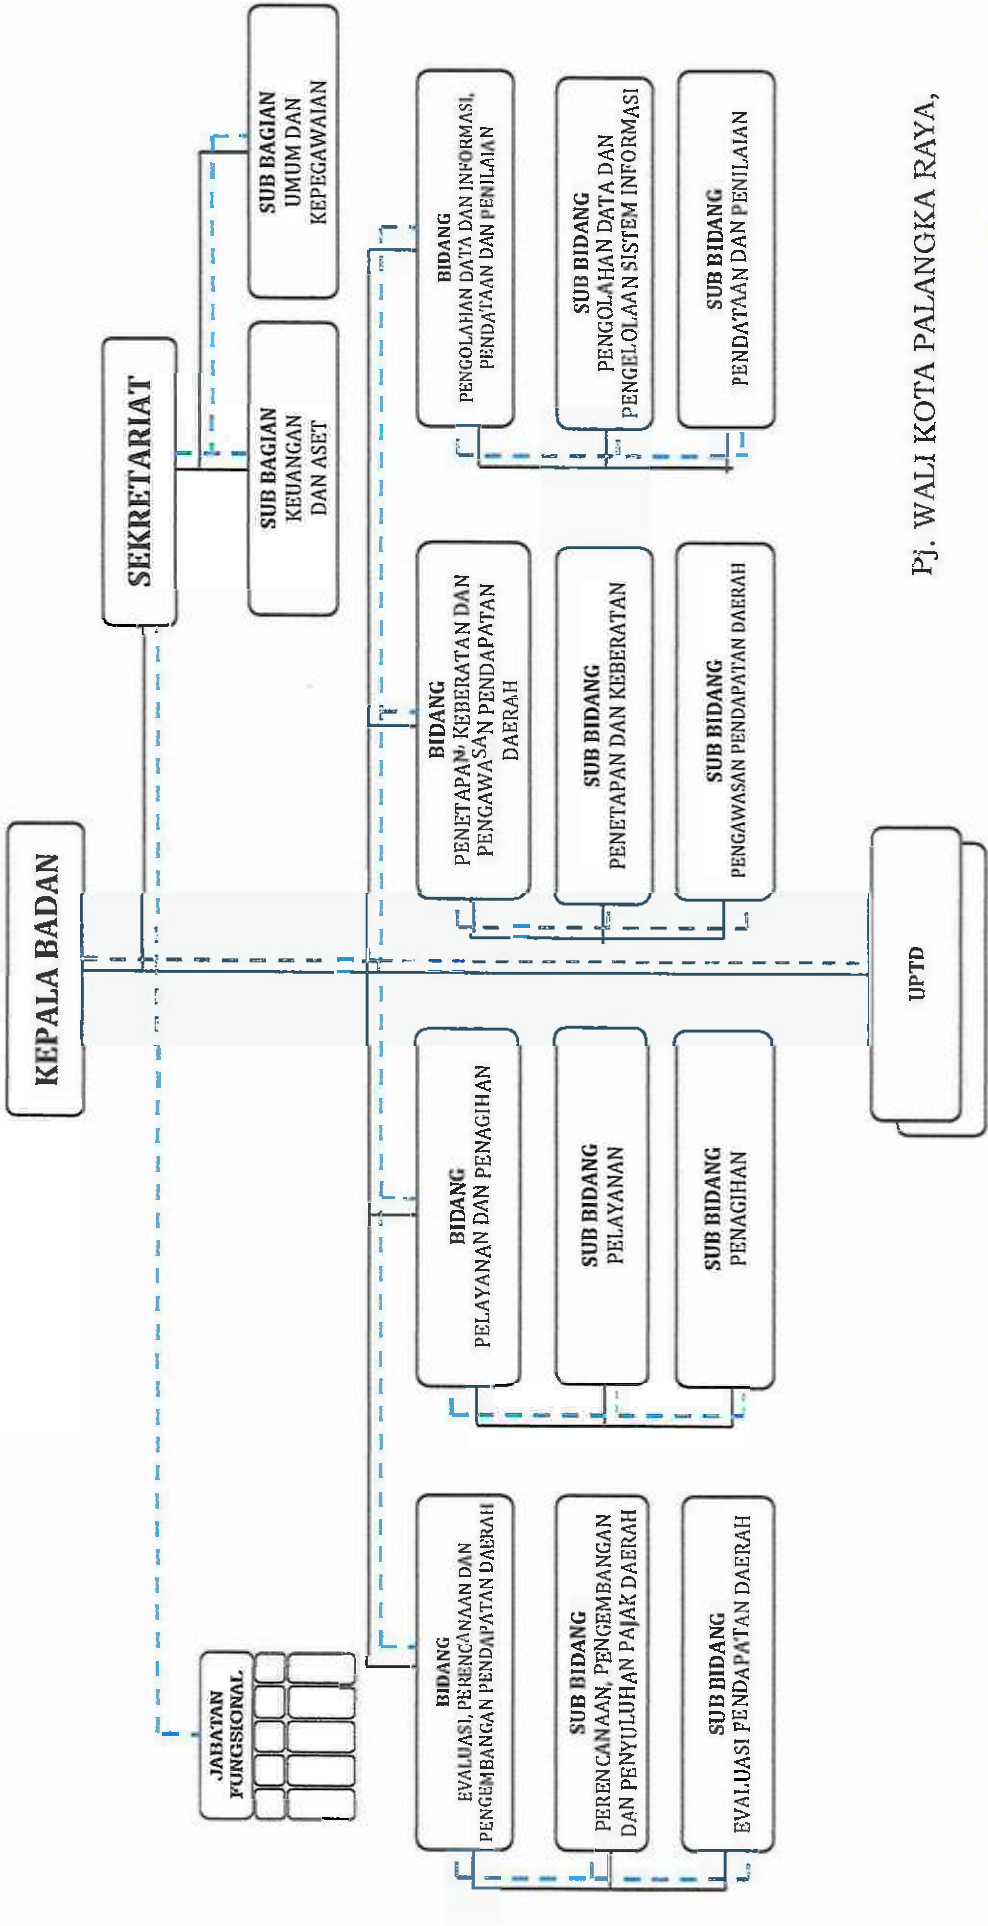 KEPALA BADAN
SEKRETARIAT
JABATAN
FUNGSIONAL
SUB BAGIAN
KEUANGAN
DAN ASET
SUB BAGIAN
UMUM DAN
KEPEGAWAIAN
BIDANG
EVALUASI, PERENCANAAN DAN
PENGEMBANGAN PENDAPATAN DAERAH
BIDANG
PELAYANAN DAN PENAGIHAN
BIDANG
PENETAPAN, KEBERATAN DAN
PENGAWASAN PENDAPATAN
DAERAH
BIDANG
PENGOLAHAN DATA DAN INFORMASI,
PENDATAAN DAN PENILAIAN
SUB BIDANG
PERENCANAAN, PENGEMBANGAN
DAN PENYULUHAN PAJAK DAERAH
SUB BIDANG
PELAYANAN
SUB BIDANG
PENETAPAN DAN KEBERATAN
SUB BIDANG
PENGOLAHAN DATA DAN
PENGELOLAAN SISTEM INFORMASI
SUB BIDANG
EVALUASI PENDAPATAN DAERAH
SUB BIDANG
PENAGIHAN
SUB BIDANG
PENGAWASAN PENDAPATAN DAERAH
SUB BIDANG
PENDATAAN DAN PENILAIAN
UPTD
Pj. WALI KOTA PALANGKA RAYA,